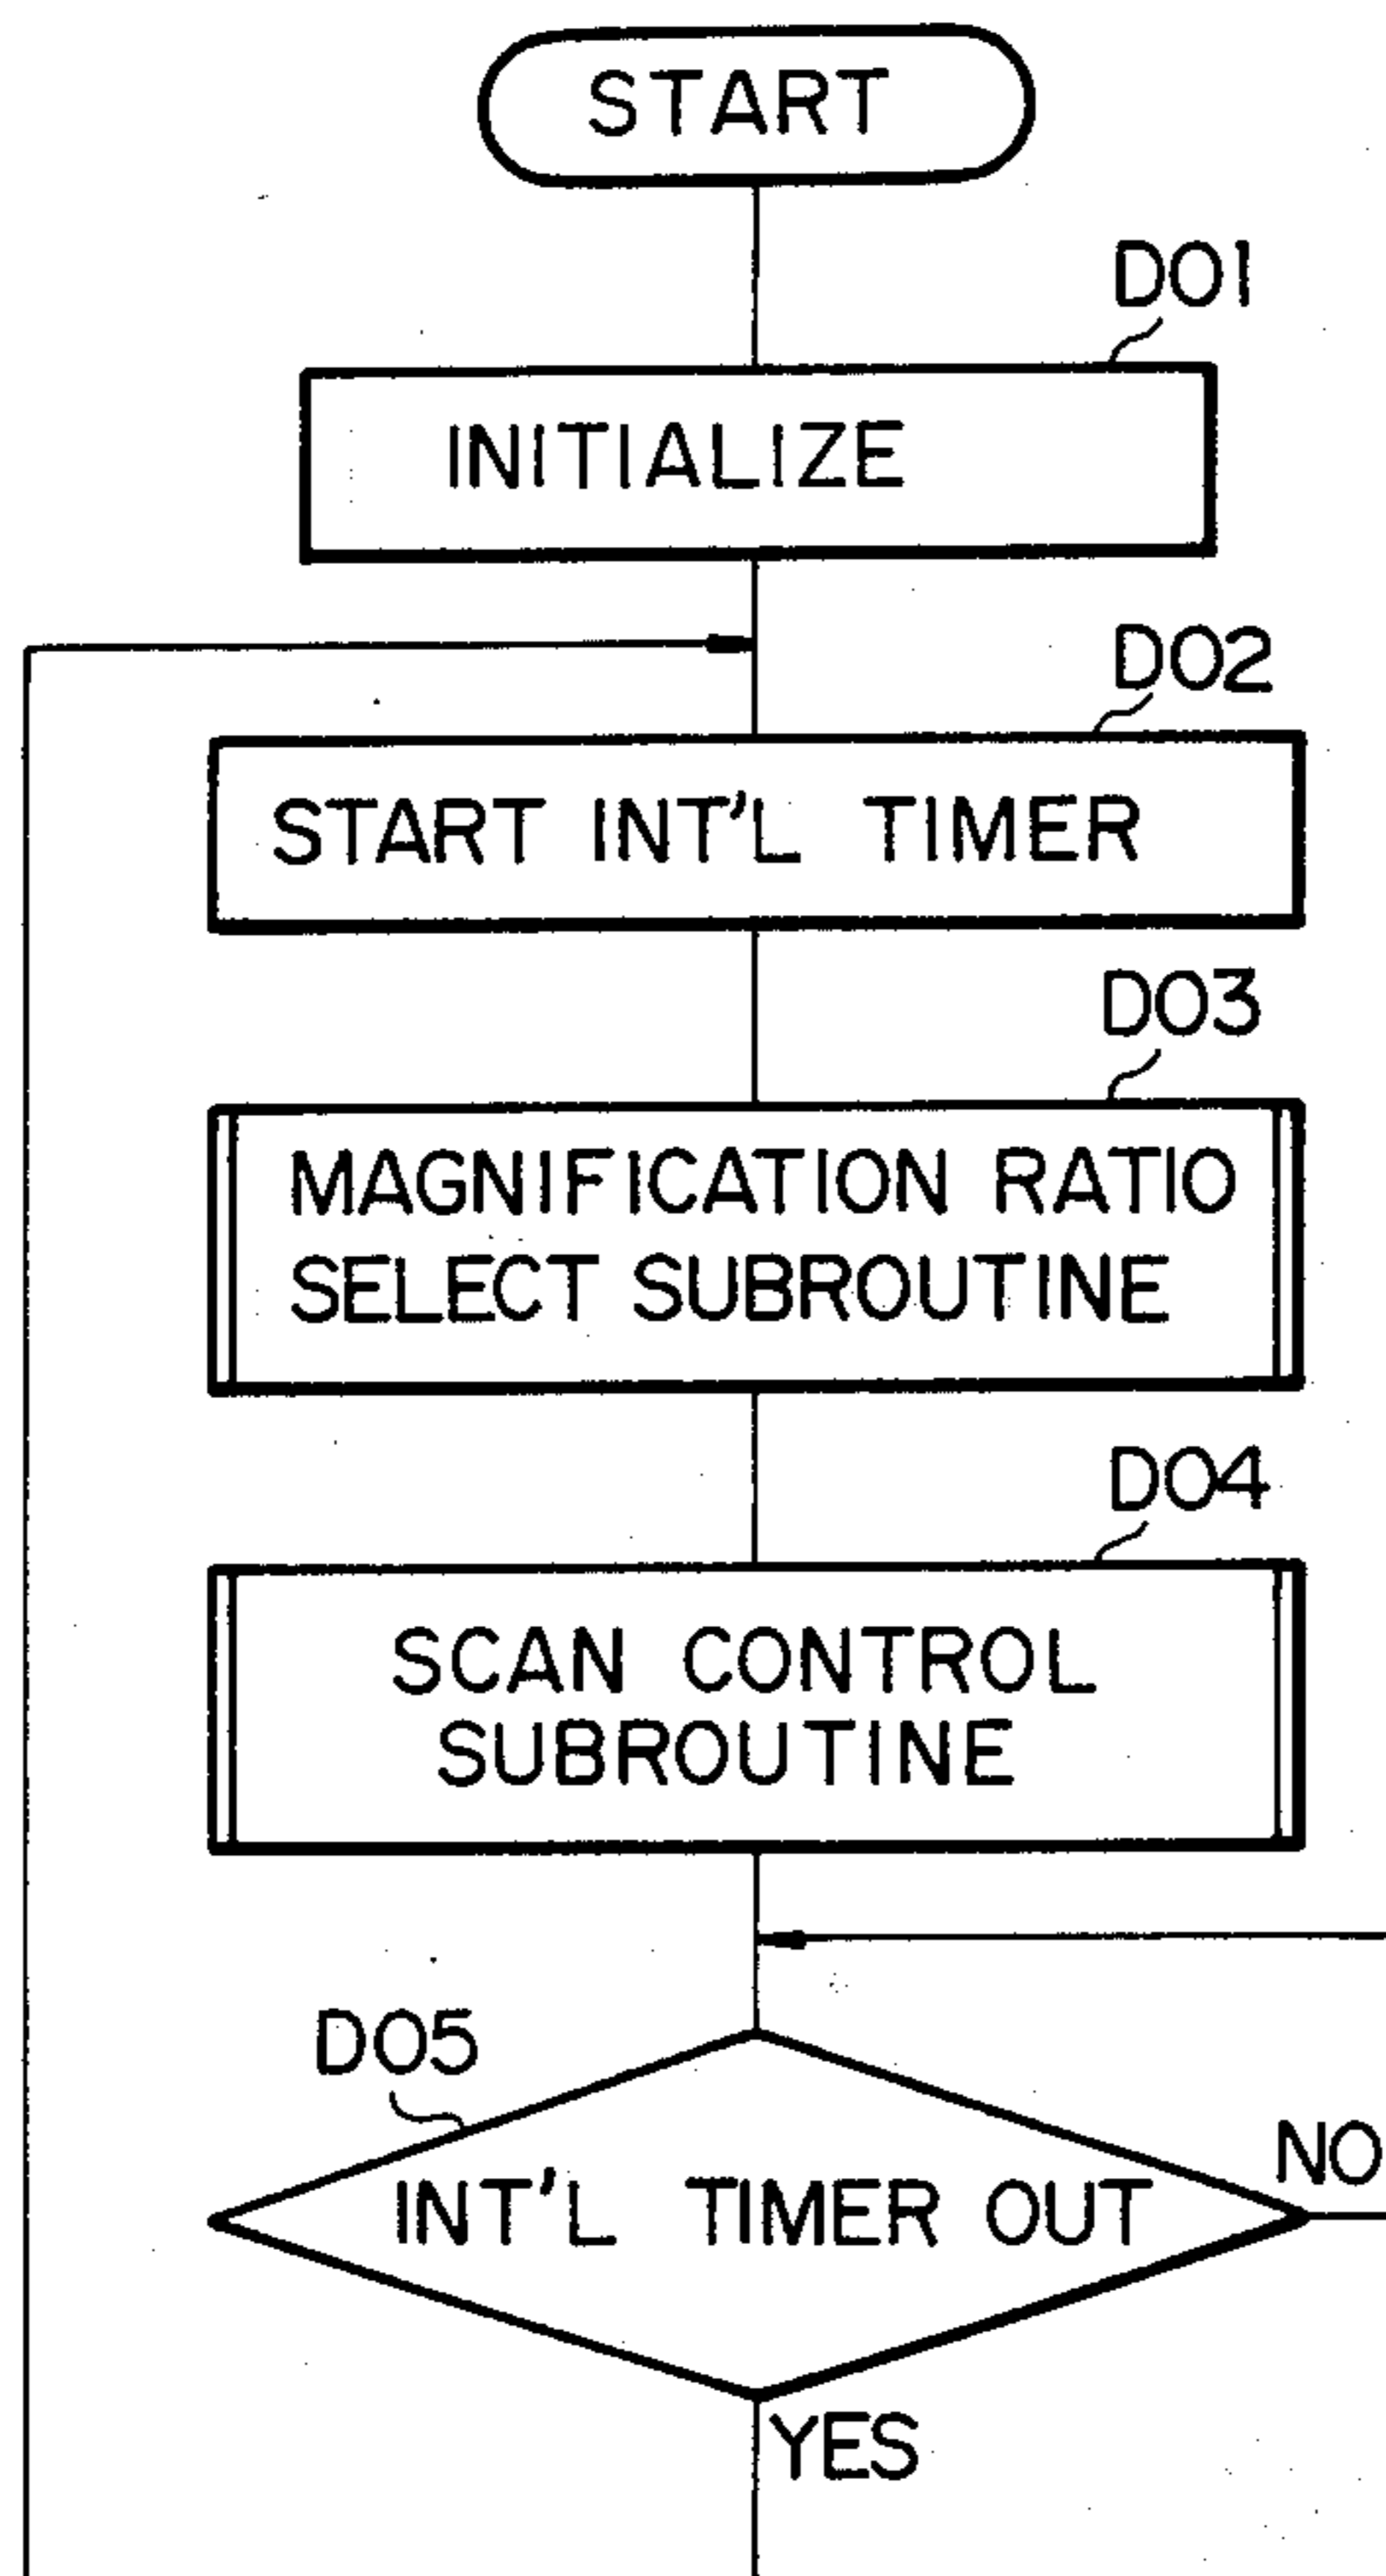 START
D01
INITIALIZE
D02
START INT'L TIMER
D03
MAGNIFICATION RATIO
SELECT SUBROUTINE
D04
SCAN CONTROL
SUBROUTINE
D05
INT'L TIMER OUT
NO
YES